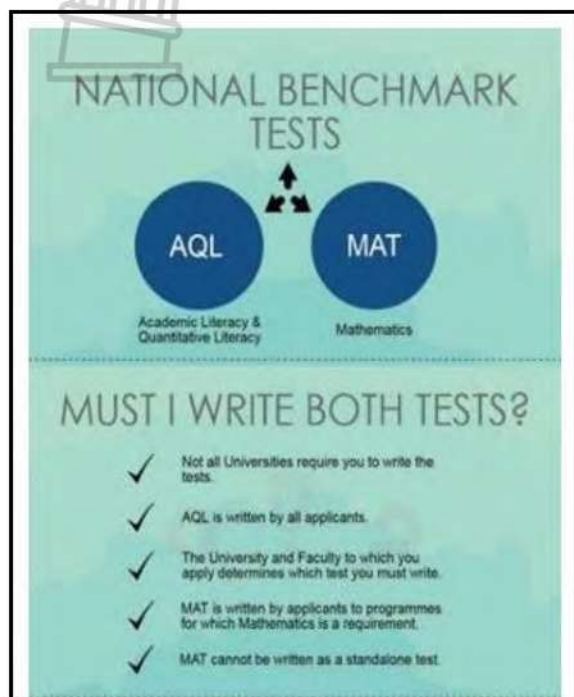 NATIONAL BENCHMARK
TESTS
AQL
MAT
Academic Literacy &
Quantitative Literacy
Mathematics
MUST I WRITE BOTH TESTS?
Not all Universities require you to write the
tests.
AQL is written by all applicants.
The University and Faculty to which you
apply determines which test you must write.
MAT is written by applicants to programmes
for which Mathematics is a requirement.
MAT cannot be written as a standalone test.